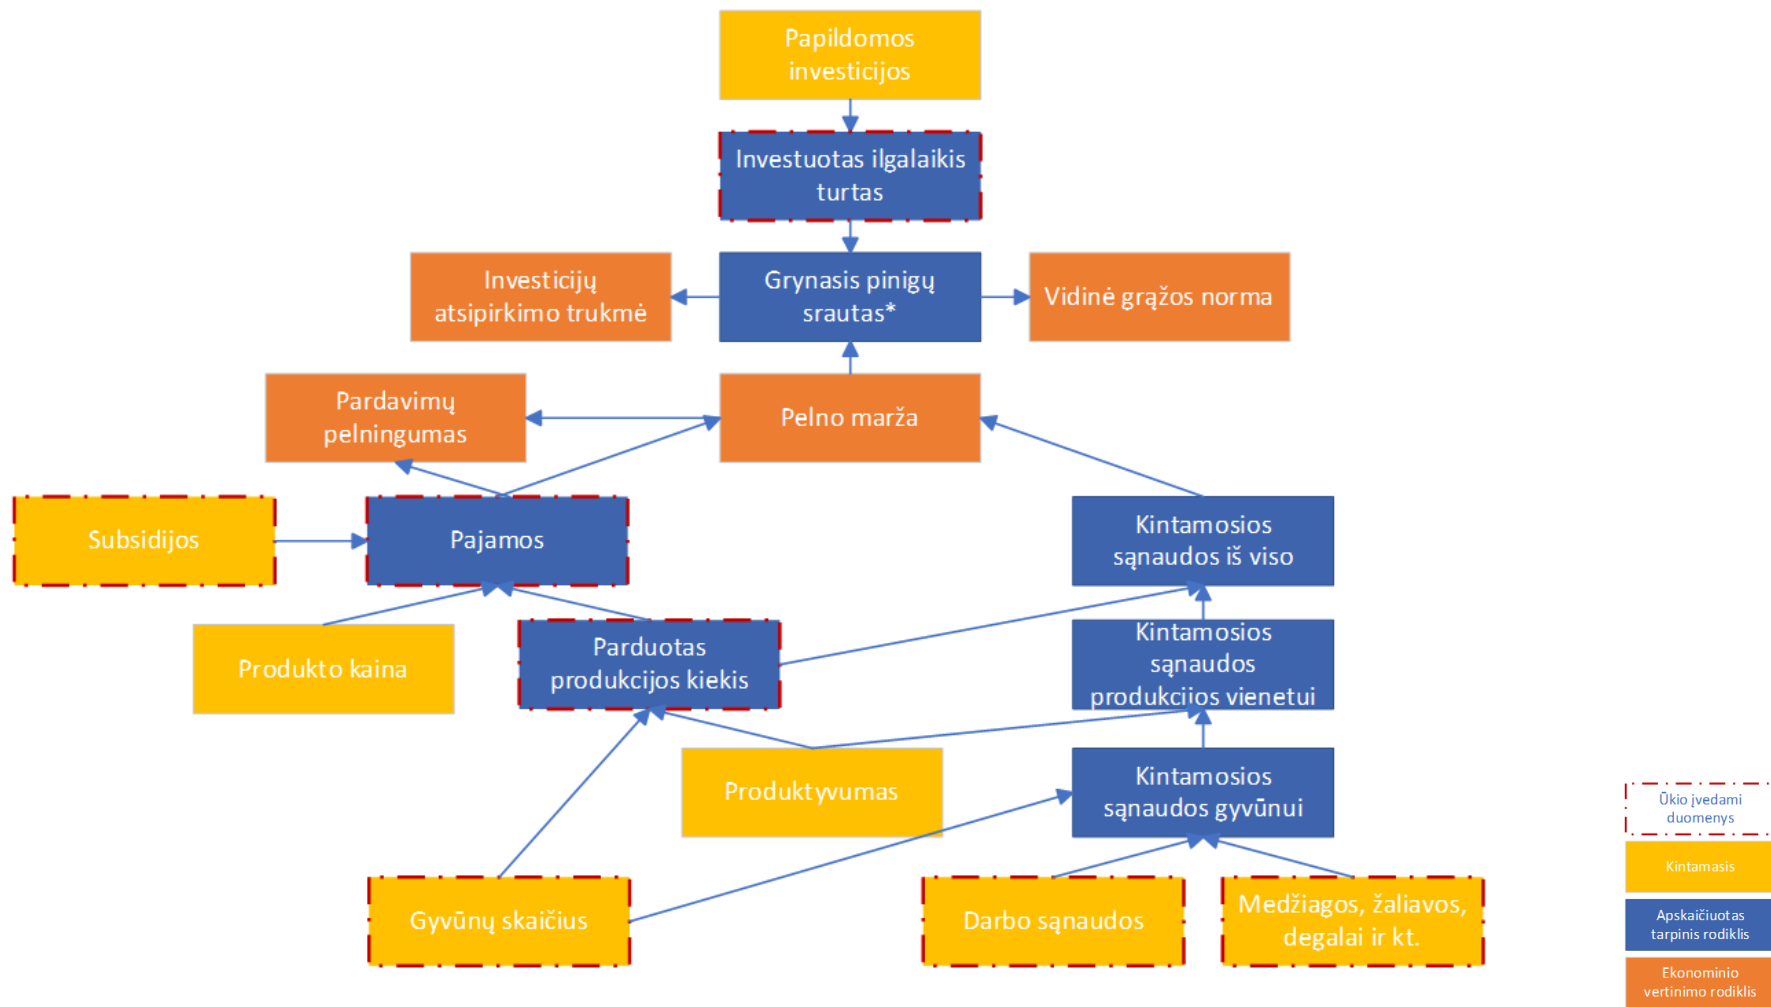 Papildomos
investicijos
Investuotas ilgalaikis
turtas
Investicijų
atsipirkimo trukmė
Grynasis pinigų
srautas*
Vidinė grąžos norma
Pardavimų
pelningumas
Pelno marža
Subsidijos
Pajamos
Kintamosios
sąnaudos iš viso
Produkto kaina
Parduotas
produkcijos kiekis
Kintamosios
sąnaudos
produkcijos vienetui
Produktyvumas
Kintamosios
sąnaudos gyvūnui
Gyvūnų skaičius
Darbo sąnaudos
Medžiagos, žaliavos,
degalai ir kt.
Ūkio įvedami
duomenys
Kintamasis
Apskaičiuotas
tarpinis rodiklis
Ekonominio
vertinimo rodiklis